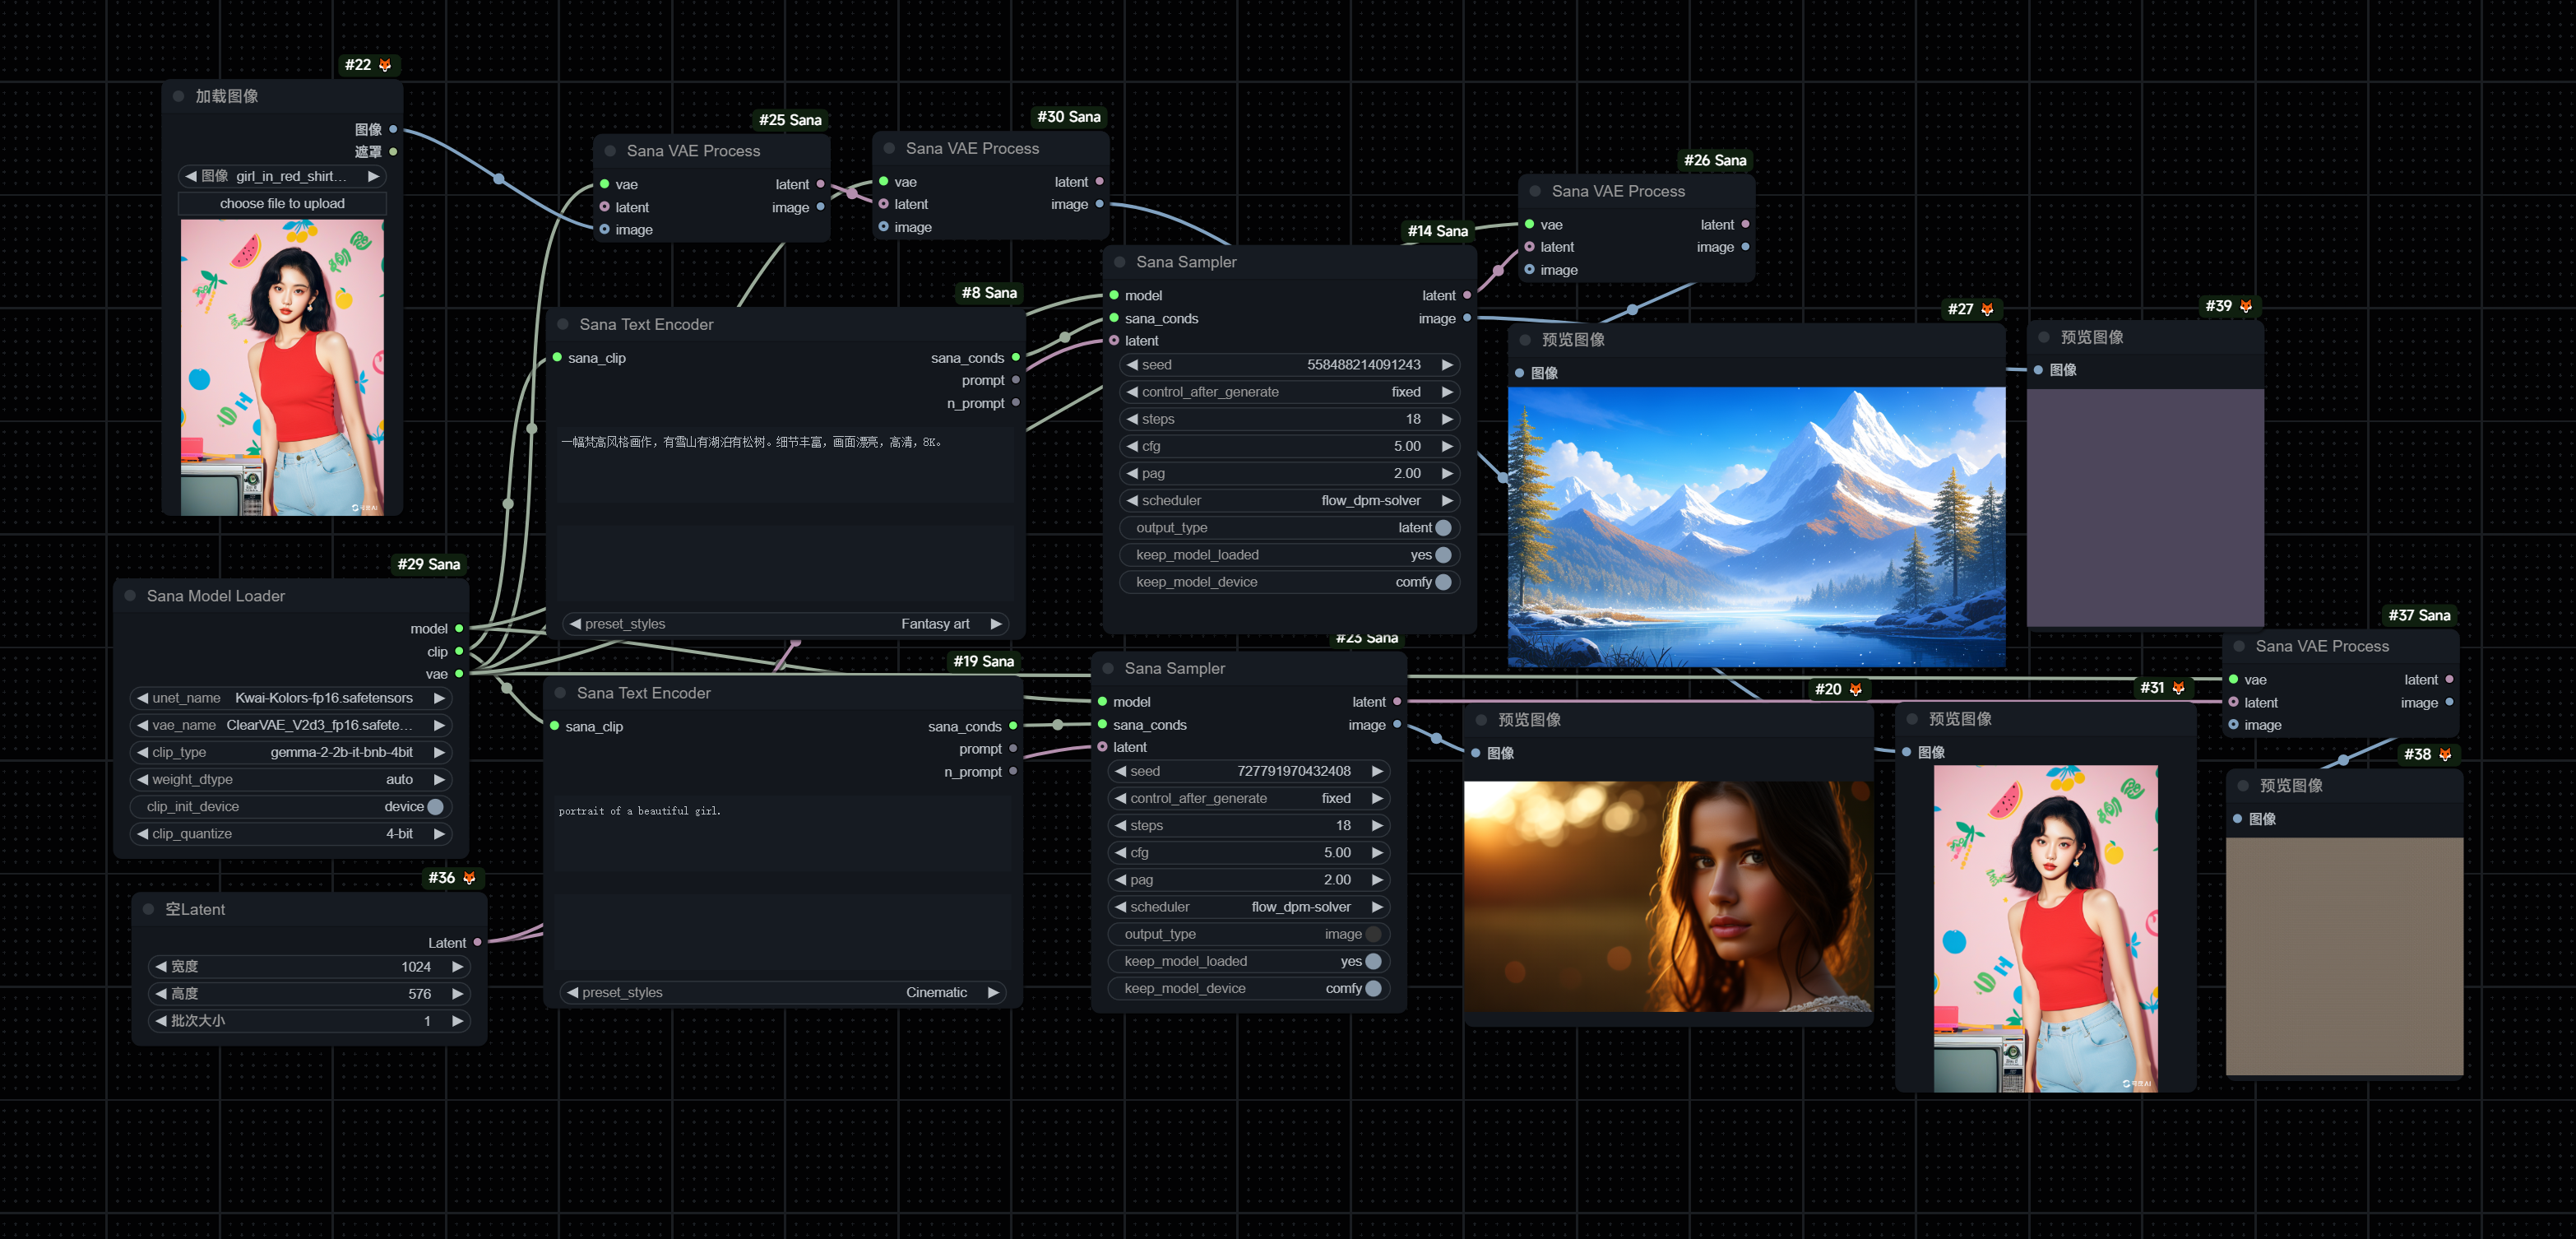 #22
加载图像
图像
遮罩
图像 girl_in_red_shirt...
choose file to upload
#25 Sana
Sana VAE Process
vae latent
latent image
image
#30 Sana
Sana VAE Process
vae latent
latent image
image
#26 Sana
Sana VAE Process
vae latent
latent image
image
#14 Sana
Sana Sampler
model latent
sana_conds image
latent
seed 558488214091243
control_after_generate fixed
steps 18
cfg 5.00
pag 2.00
scheduler flow_dpm-solver
output_type latent
keep_model_loaded yes
keep_model_device comfy
#8 Sana
Sana Text Encoder
sana_clip sana_conds
prompt
n_prompt
一幅梵高风格画作，有雪山有湖泊有松树。细节丰富，画面漂亮，高清，8K。
preset_styles Fantasy art
#27
预览图像
图像
#39
预览图像
图像
#29 Sana
Sana Model Loader
model
clip
vae
unet_name Kwai-Kolors-fp16.safetensors
vae_name ClearVAE_V2d3_fp16.safete...
clip_type gemma-2-2b-it-bnb-4bit
weight_dtype auto
clip_init_device device
clip_quantize 4-bit
#19 Sana
Sana Text Encoder
sana_clip sana_conds
prompt
n_prompt
portrait of a beautiful girl.
preset_styles Cinematic
#23 Sana
Sana Sampler
model latent
sana_conds image
latent
seed 727791970432408
control_after_generate fixed
steps 18
cfg 5.00
pag 2.00
scheduler flow_dpm-solver
output_type image
keep_model_loaded yes
keep_model_device comfy
#20
预览图像
图像
#31
预览图像
图像
#37 Sana
Sana VAE Process
vae latent
latent image
image
#38
预览图像
图像
#36
空Latent
Latent
宽度 1024
高度 576
批次大小 1